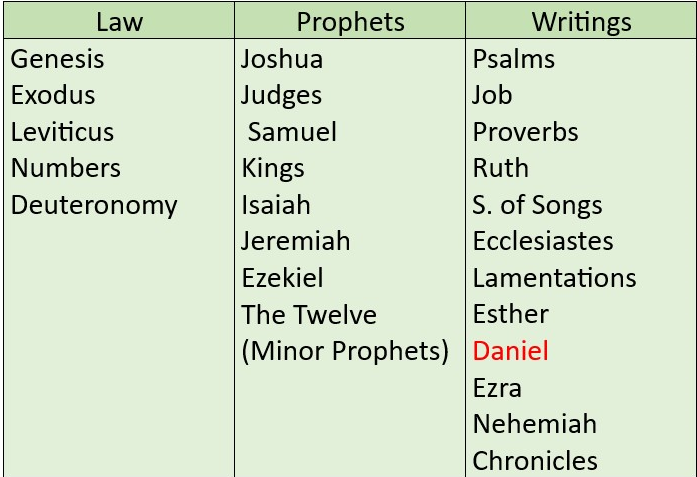 Law Prophets Writings
Genesis Joshua Psalms
Exodus Judges Job
Leviticus Samuel Proverbs
Numbers Kings Ruth
Deuteronomy Isaiah S. of Songs
Jeremiah Ecclesiastes
Ezekiel Lamentations
The Twelve Esther
(Minor Prophets) Daniel
Ezra
Nehemiah
Chronicles